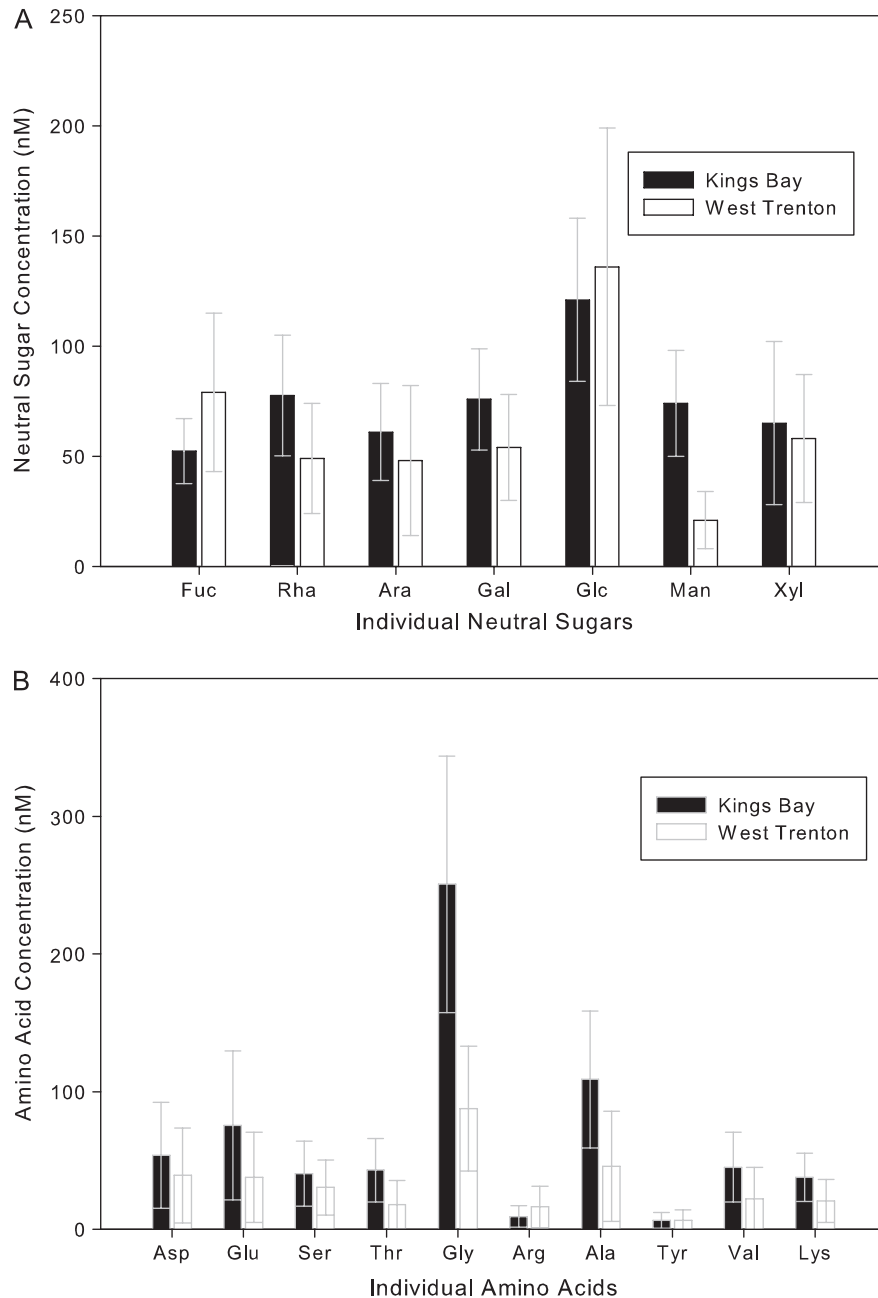 A
250
200
150
100
50
0
Neutral Sugar Concentration (nM)
Kings Bay
West Trenton
Fuc Rha Ara Gal Glc Man Xyl
Individual Neutral Sugars
B
400
300
200
100
0
Amino Acid Concentration (nM)
Kings Bay
West Trenton
Asp Glu Ser Thr Gly Arg Ala Tyr Val Lys
Individual Amino Acids